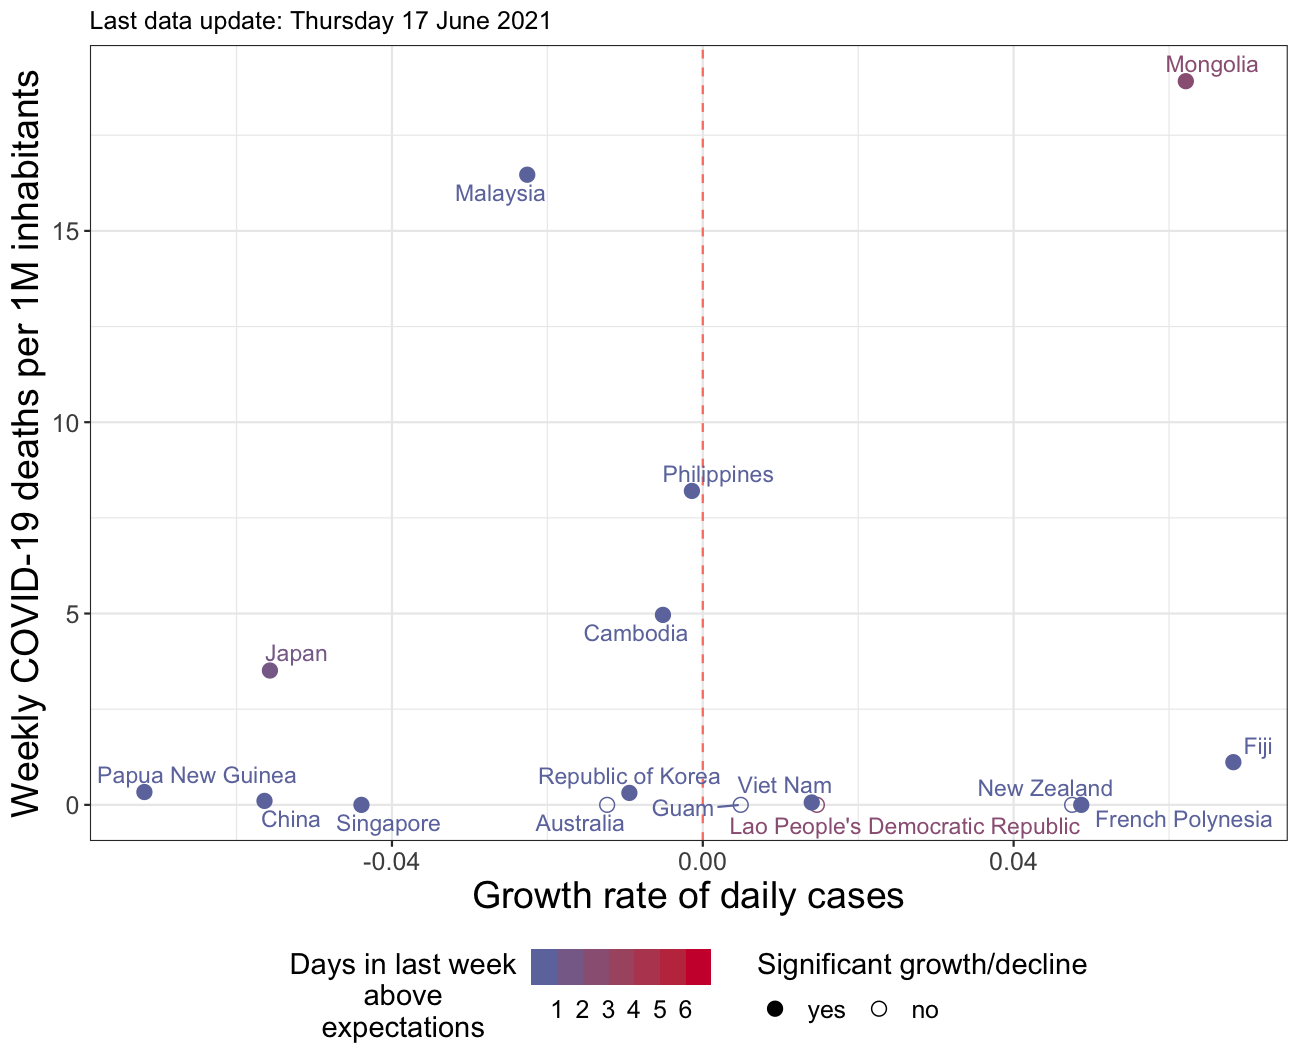 Last data update: Thursday 17 June 2021
Weekly COVID-19 deaths per 1M inhabitants
15
10
5
0
Mongolia
Malaysia
Philippines
Cambodia
Japan
Fiji
Papua New Guinea
Republic of Korea
Viet Nam
New Zealand
Guam
China
Singapore
Australia
Lao People's Democratic Republic
French Polynesia
-0.04
0.00
0.04
Growth rate of daily cases
Days in last week
above
expectations
1 2 3 4 5 6
Significant growth/decline
yes
no